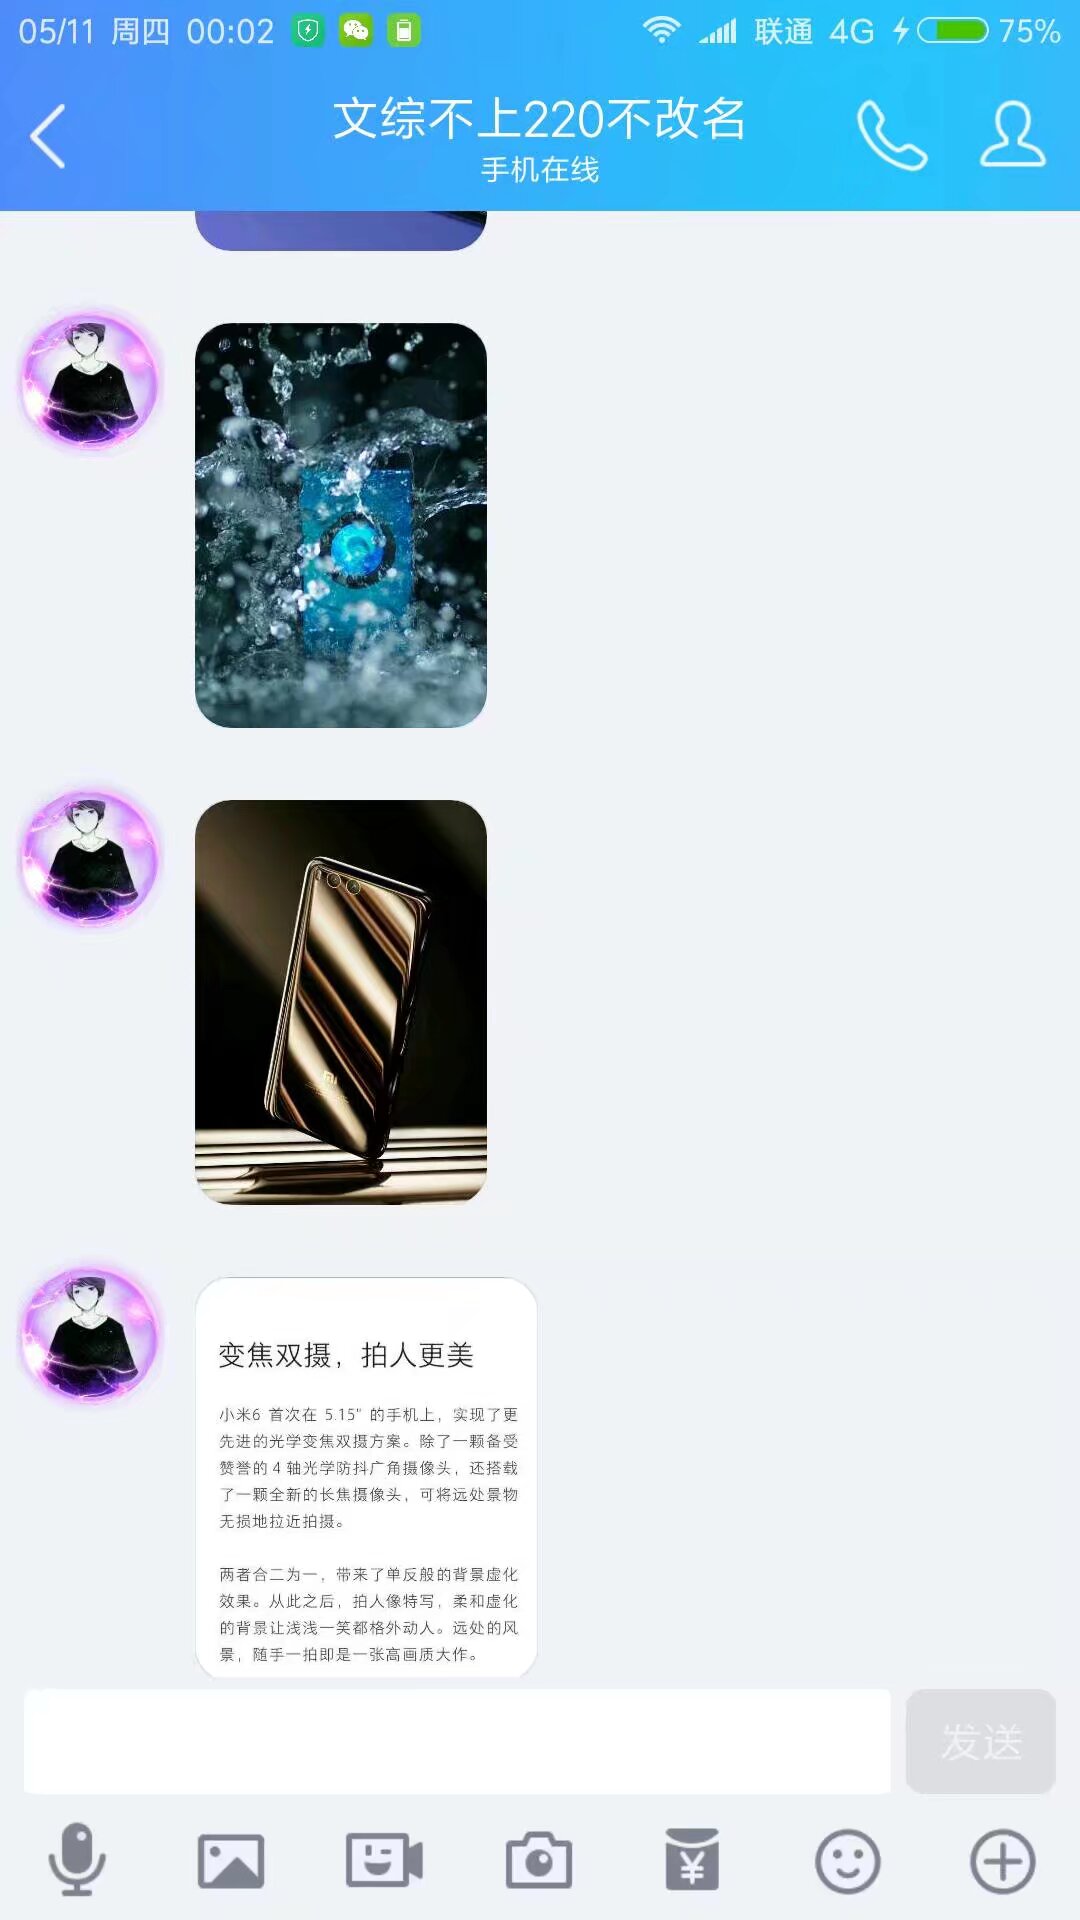 05/11 周四 00:02
联通 4G 75%
文综不上220不改名
手机在线
变焦双摄，拍人更美
小米6 首次在 5.15" 的手机上，实现了更
先进的光学变焦双摄方案。除了一颗备受
赞誉的 4 轴光学防抖广角摄像头，还搭载
了一颗全新的长焦摄像头，可将远处景物
无损地拉近拍摄。
两者合二为一，带来了单反般的背景虚化
效果。从此之后，拍人像特写，柔和虚化
的背景让浅浅一笑都格外动人。远处的风
景，随手一拍即是一张高画质大作。
发送